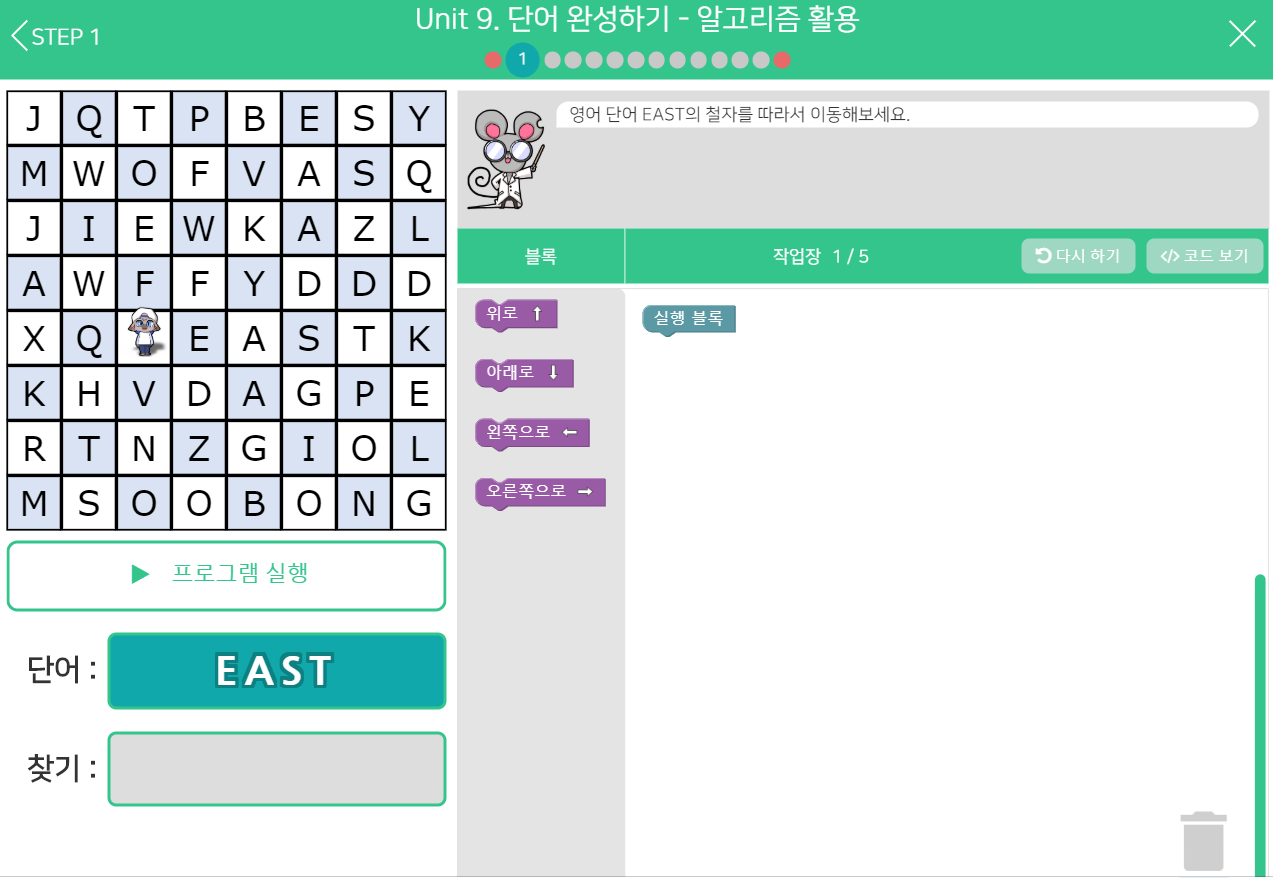 STEP 1
Unit 9. 단어 완성하기 - 알고리즘 활용
1
J Q T P B E S Y
M W O F V A S Q
J I E W K A Z L
A W F F Y D D D
X Q E A S T K
K H V D A G P E
R T N Z G I O L
M S O O B O N G
프로그램 실행
단어 : EAST
찾기 :
영어 단어 EAST의 철자를 따라서 이동해보세요.
블록
작업장 1 / 5
다시 하기
</> 코드 보기
위로 ↑
아래로 ↓
왼쪽으로 ←
오른쪽으로 →
실행 블록